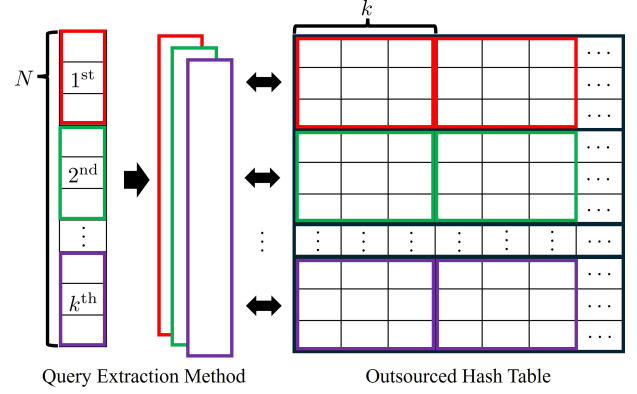 k
N
1st
· · ·
· · ·
· · ·
2nd
· · ·
· · ·
· · ·
⋮ ⋮ ⋮ ⋮ ⋮ ⋮ ⋮ ⋮ · · ·
kth
· · ·
· · ·
· · ·
Query Extraction Method
Outsourced Hash Table